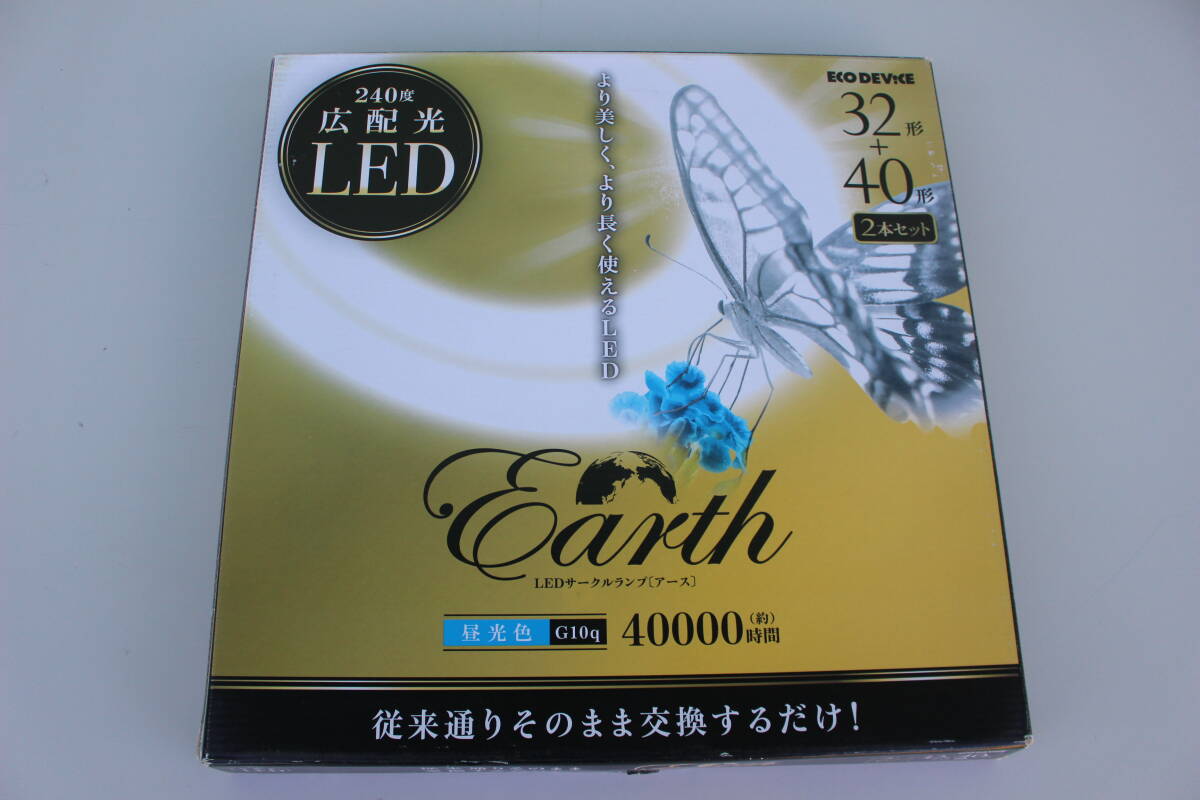 240度
広配光
LED
より美しく、より長く使えるLED
ECO DEVICE
32形
+
40形
2本セット
Earth
LEDサークルランプ〔アース〕
昼光色 G10q 40000(約)時間
従来通りそのまま交換するだけ!